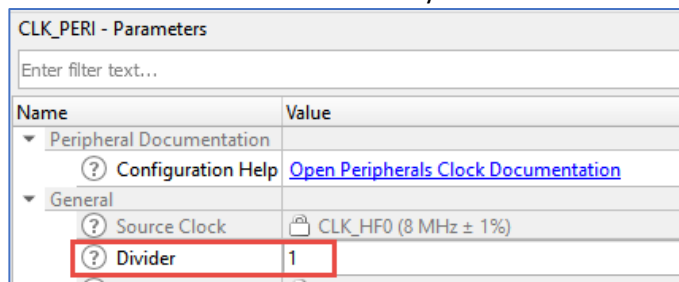 CLK_PERI - Parameters
Enter filter text...
Name Value
Peripheral Documentation
? Configuration Help Open Peripherals Clock Documentation
General
? Source Clock CLK_HF0 (8 MHz ± 1%)
? Divider 1